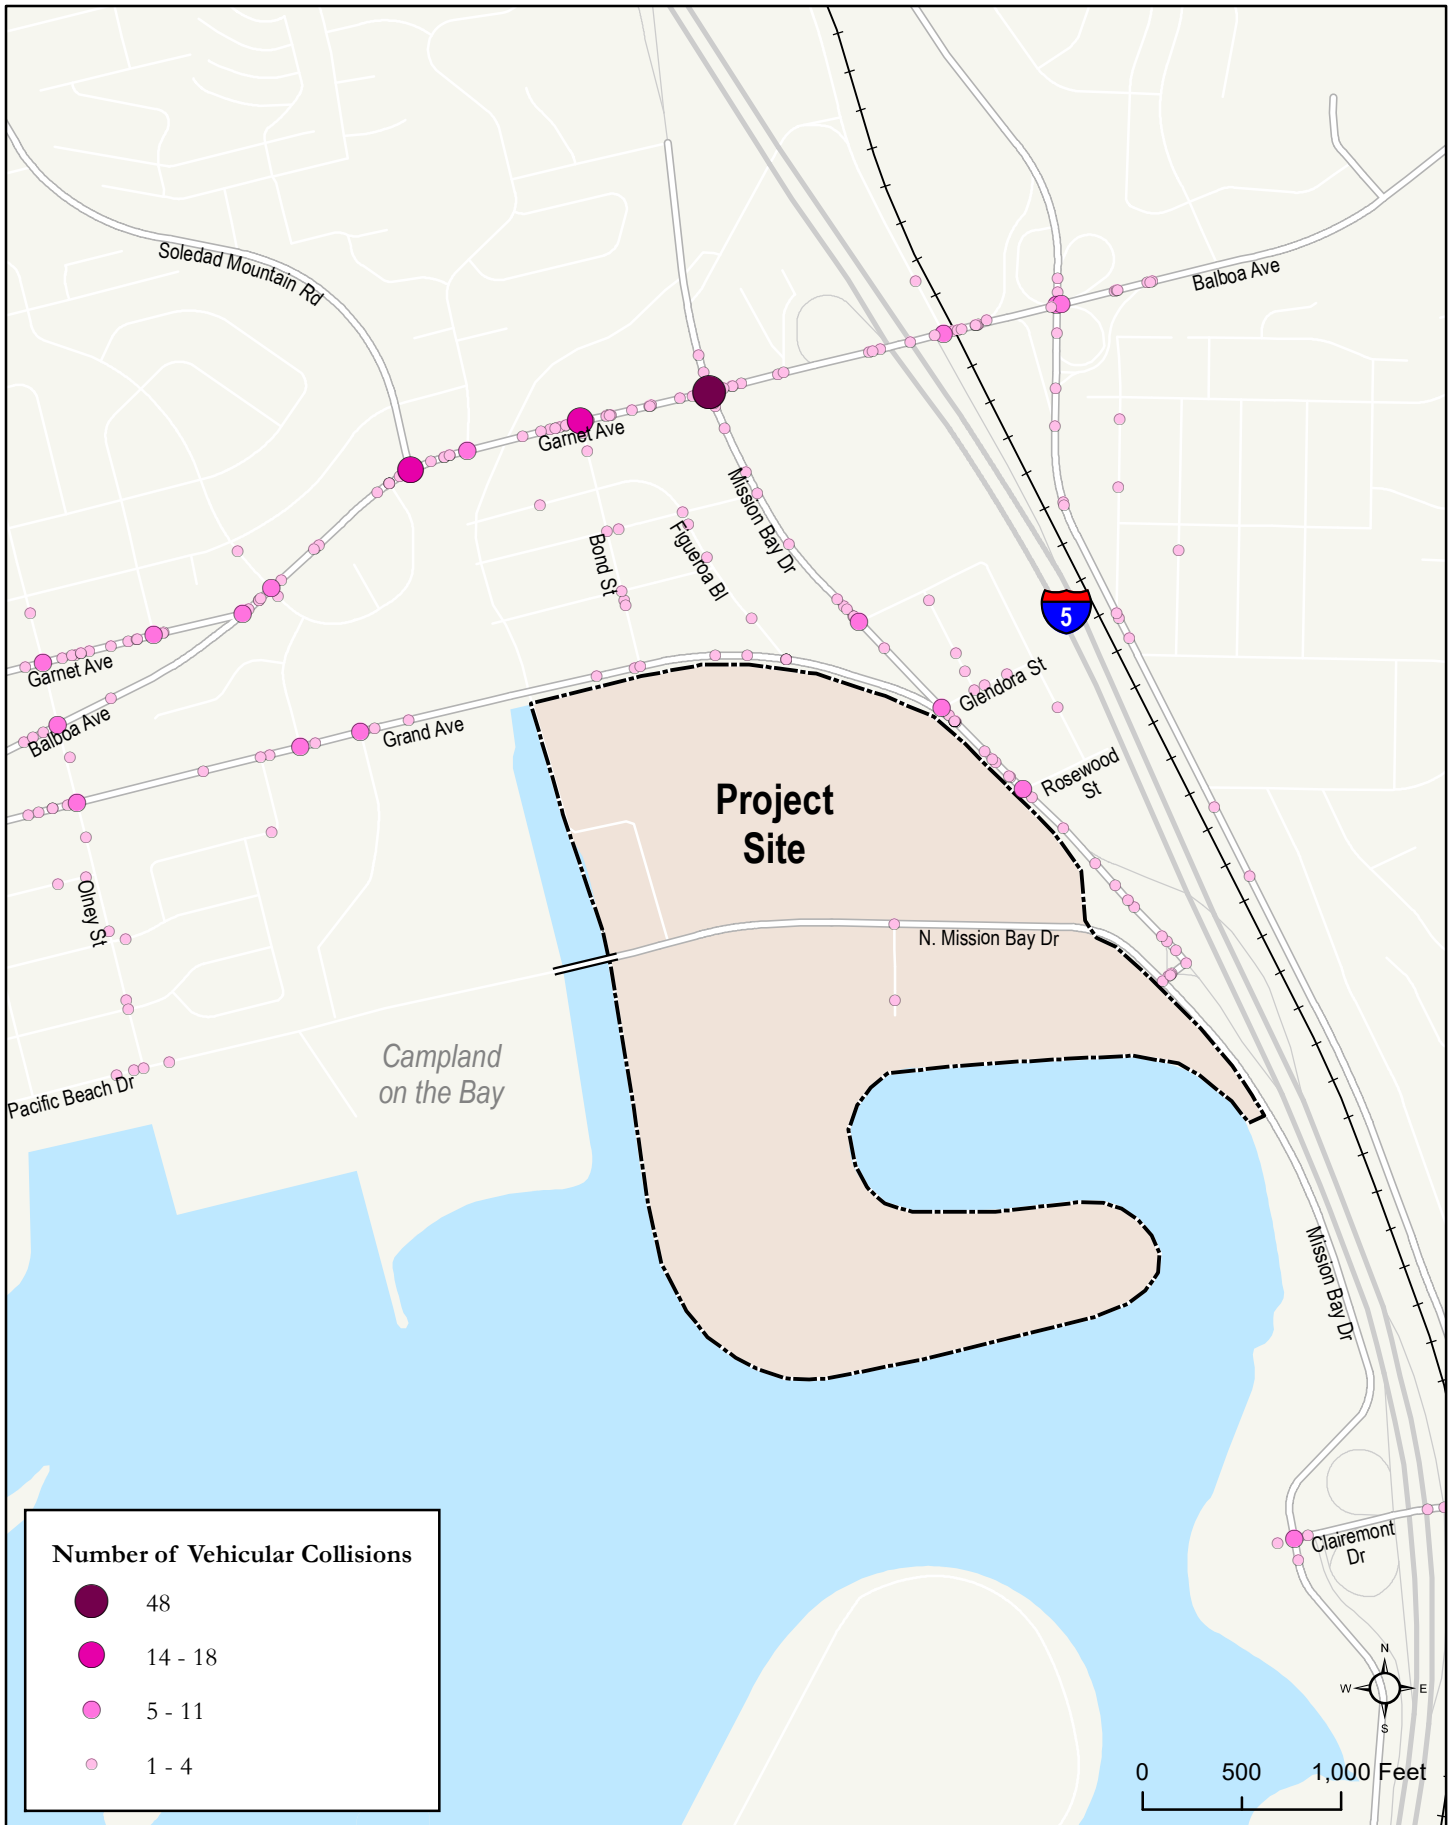 Soledad Mountain Rd
Balboa Ave
Garnet Ave
Mission Bay Dr
Figueroa Bl
Bond St
5
Garnet Ave
Balboa Ave
Grand Ave
Glendora St
Rosewood
St
Project
Site
Olney St
N. Mission Bay Dr
Campland
on the Bay
Pacific Beach Dr
Mission Bay Dr
Clairemont
Dr
Number of Vehicular Collisions
48
14 - 18
5 - 11
1 - 4
N
W
E
S
0 500 1,000 Feet